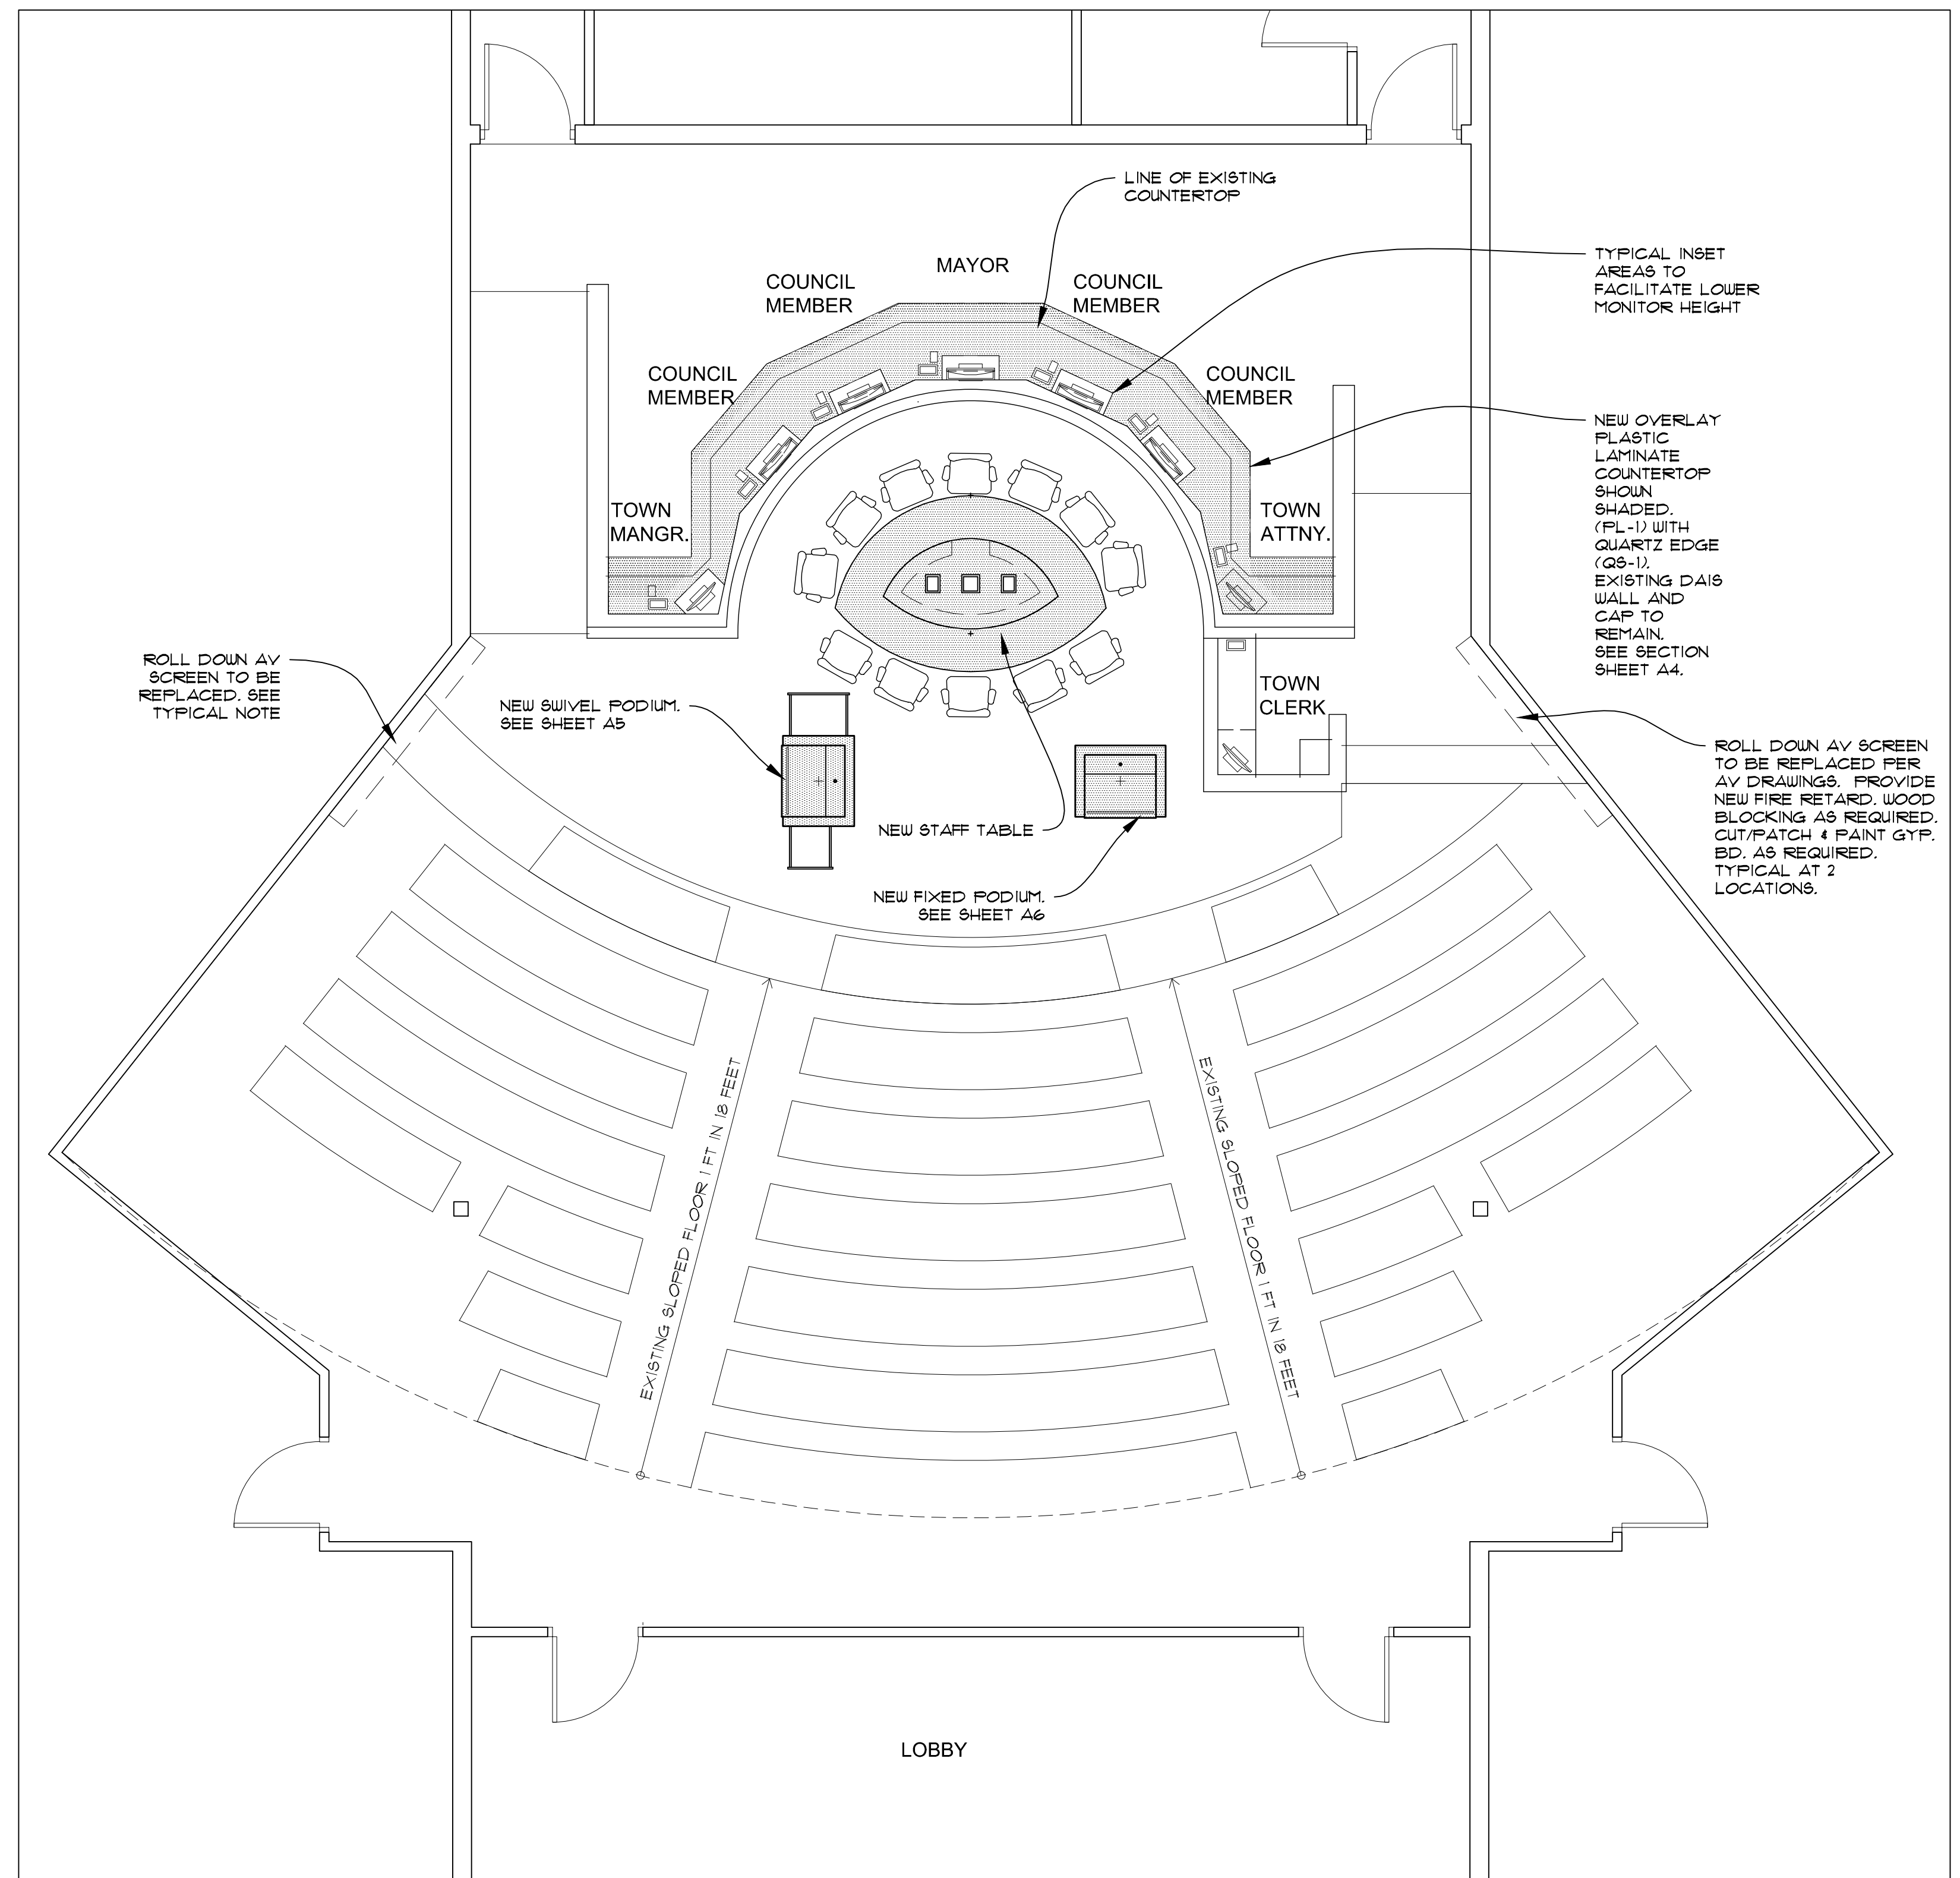 LINE OF EXISTING
COUNTERTOP
MAYOR
COUNCIL
MEMBER
COUNCIL
MEMBER
TYPICAL INSET
AREAS TO
FACILITATE LOWER
MONITOR HEIGHT
COUNCIL
MEMBER
COUNCIL
MEMBER
NEW OVERLAY
PLASTIC
LAMINATE
COUNTERTOP
SHOWN
SHADED.
(PL-1) WITH
QUARTZ EDGE
(QS-1).
EXISTING DAIS
WALL AND
CAP TO
REMAIN.
SEE SECTION
SHEET A4.
TOWN
MANGR.
TOWN
ATTNY.
ROLL DOWN AV
SCREEN TO BE
REPLACED. SEE
TYPICAL NOTE
NEW SWIVEL PODIUM.
SEE SHEET A5
TOWN
CLERK
ROLL DOWN AV SCREEN
TO BE REPLACED PER
AV DRAWINGS. PROVIDE
NEW FIRE RETARD. WOOD
BLOCKING AS REQUIRED.
CUT/PATCH & PAINT GYP.
BD. AS REQUIRED.
TYPICAL AT 2
LOCATIONS.
NEW STAFF TABLE
NEW FIXED PODIUM.
SEE SHEET A6
EXISTING SLOPED FLOOR 1 FT IN 18 FEET
EXISTING SLOPED FLOOR 1 FT IN 18 FEET
LOBBY